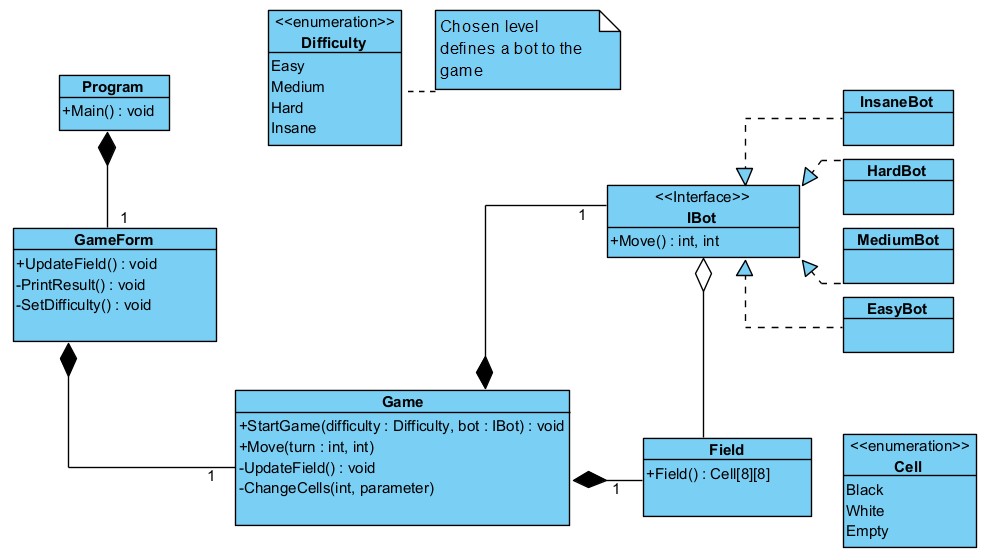 <<enumeration>>
Difficulty
Easy
Medium
Hard
Insane
Chosen level
defines a bot to the
game
Program
+Main() : void
1
GameForm
+UpdateField() : void
-PrintResult() : void
-SetDifficulty() : void
InsaneBot
HardBot
MediumBot
EasyBot
1
<<Interface>>
IBot
+Move() : int, int
1
Game
+StartGame(difficulty : Difficulty, bot : IBot) : void
+Move(turn : int, int)
-UpdateField() : void
-ChangeCells(int, parameter)
1
Field
+Field() : Cell[8][8]
<<enumeration>>
Cell
Black
White
Empty